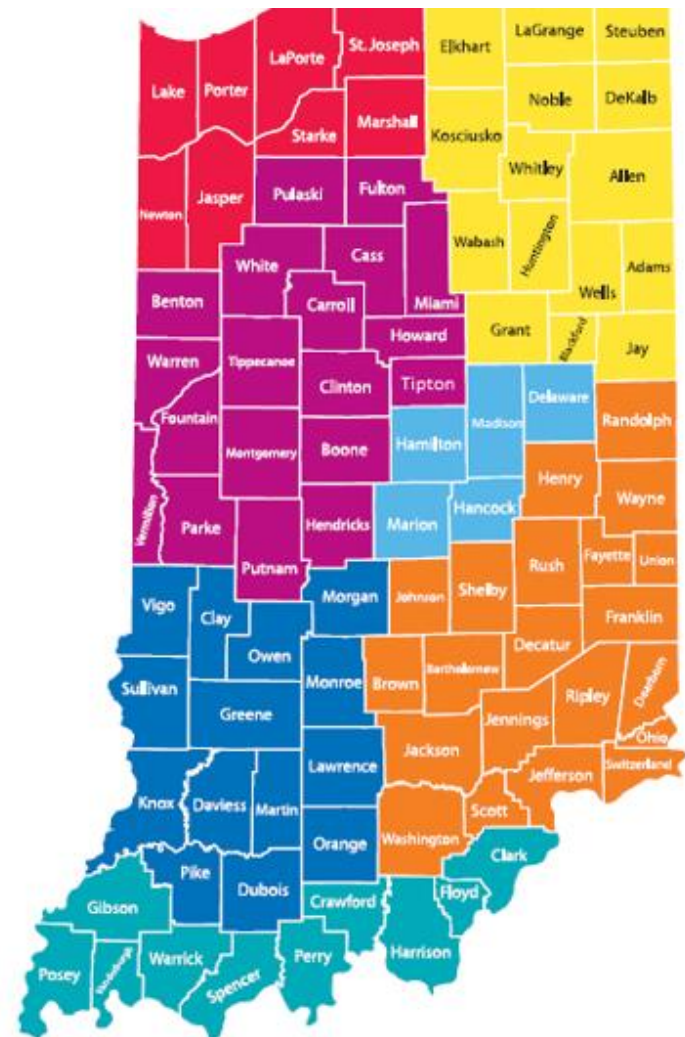 St. Joseph
LaGrange
Steuben
Elkhart
LaPorte
Lake
Porter
Noble
DeKalb
Marshall
Kosciusko
Starke
Whitley
Allen
Pulaski
Fulton
Jasper
Newton
Wabash
Huntington
Cass
White
Adams
Wells
Benton
Carroll
Miami
Grant
Howard
Blackford
Jay
Warren
Tippecanoe
Clinton
Tipton
Delaware
Fountain
Randolph
Madison
Hamilton
Boone
Montgomery
Henry
Wayne
Hancock
Vermillion
Parke
Hendricks
Marion
Fayette
Union
Rush
Putnam
Shelby
Johnson
Morgan
Vigo
Clay
Franklin
Decatur
Owen
Bartholomew
Monroe
Brown
Dearborn
Sullivan
Ripley
Greene
Jennings
Ohio
Jackson
Lawrence
Switzerland
Jefferson
Knox
Daviess
Martin
Scott
Washington
Orange
Clark
Pike
Dubois
Floyd
Crawford
Gibson
Harrison
Perry
Warrick
Posey
Vanderburgh
Spencer